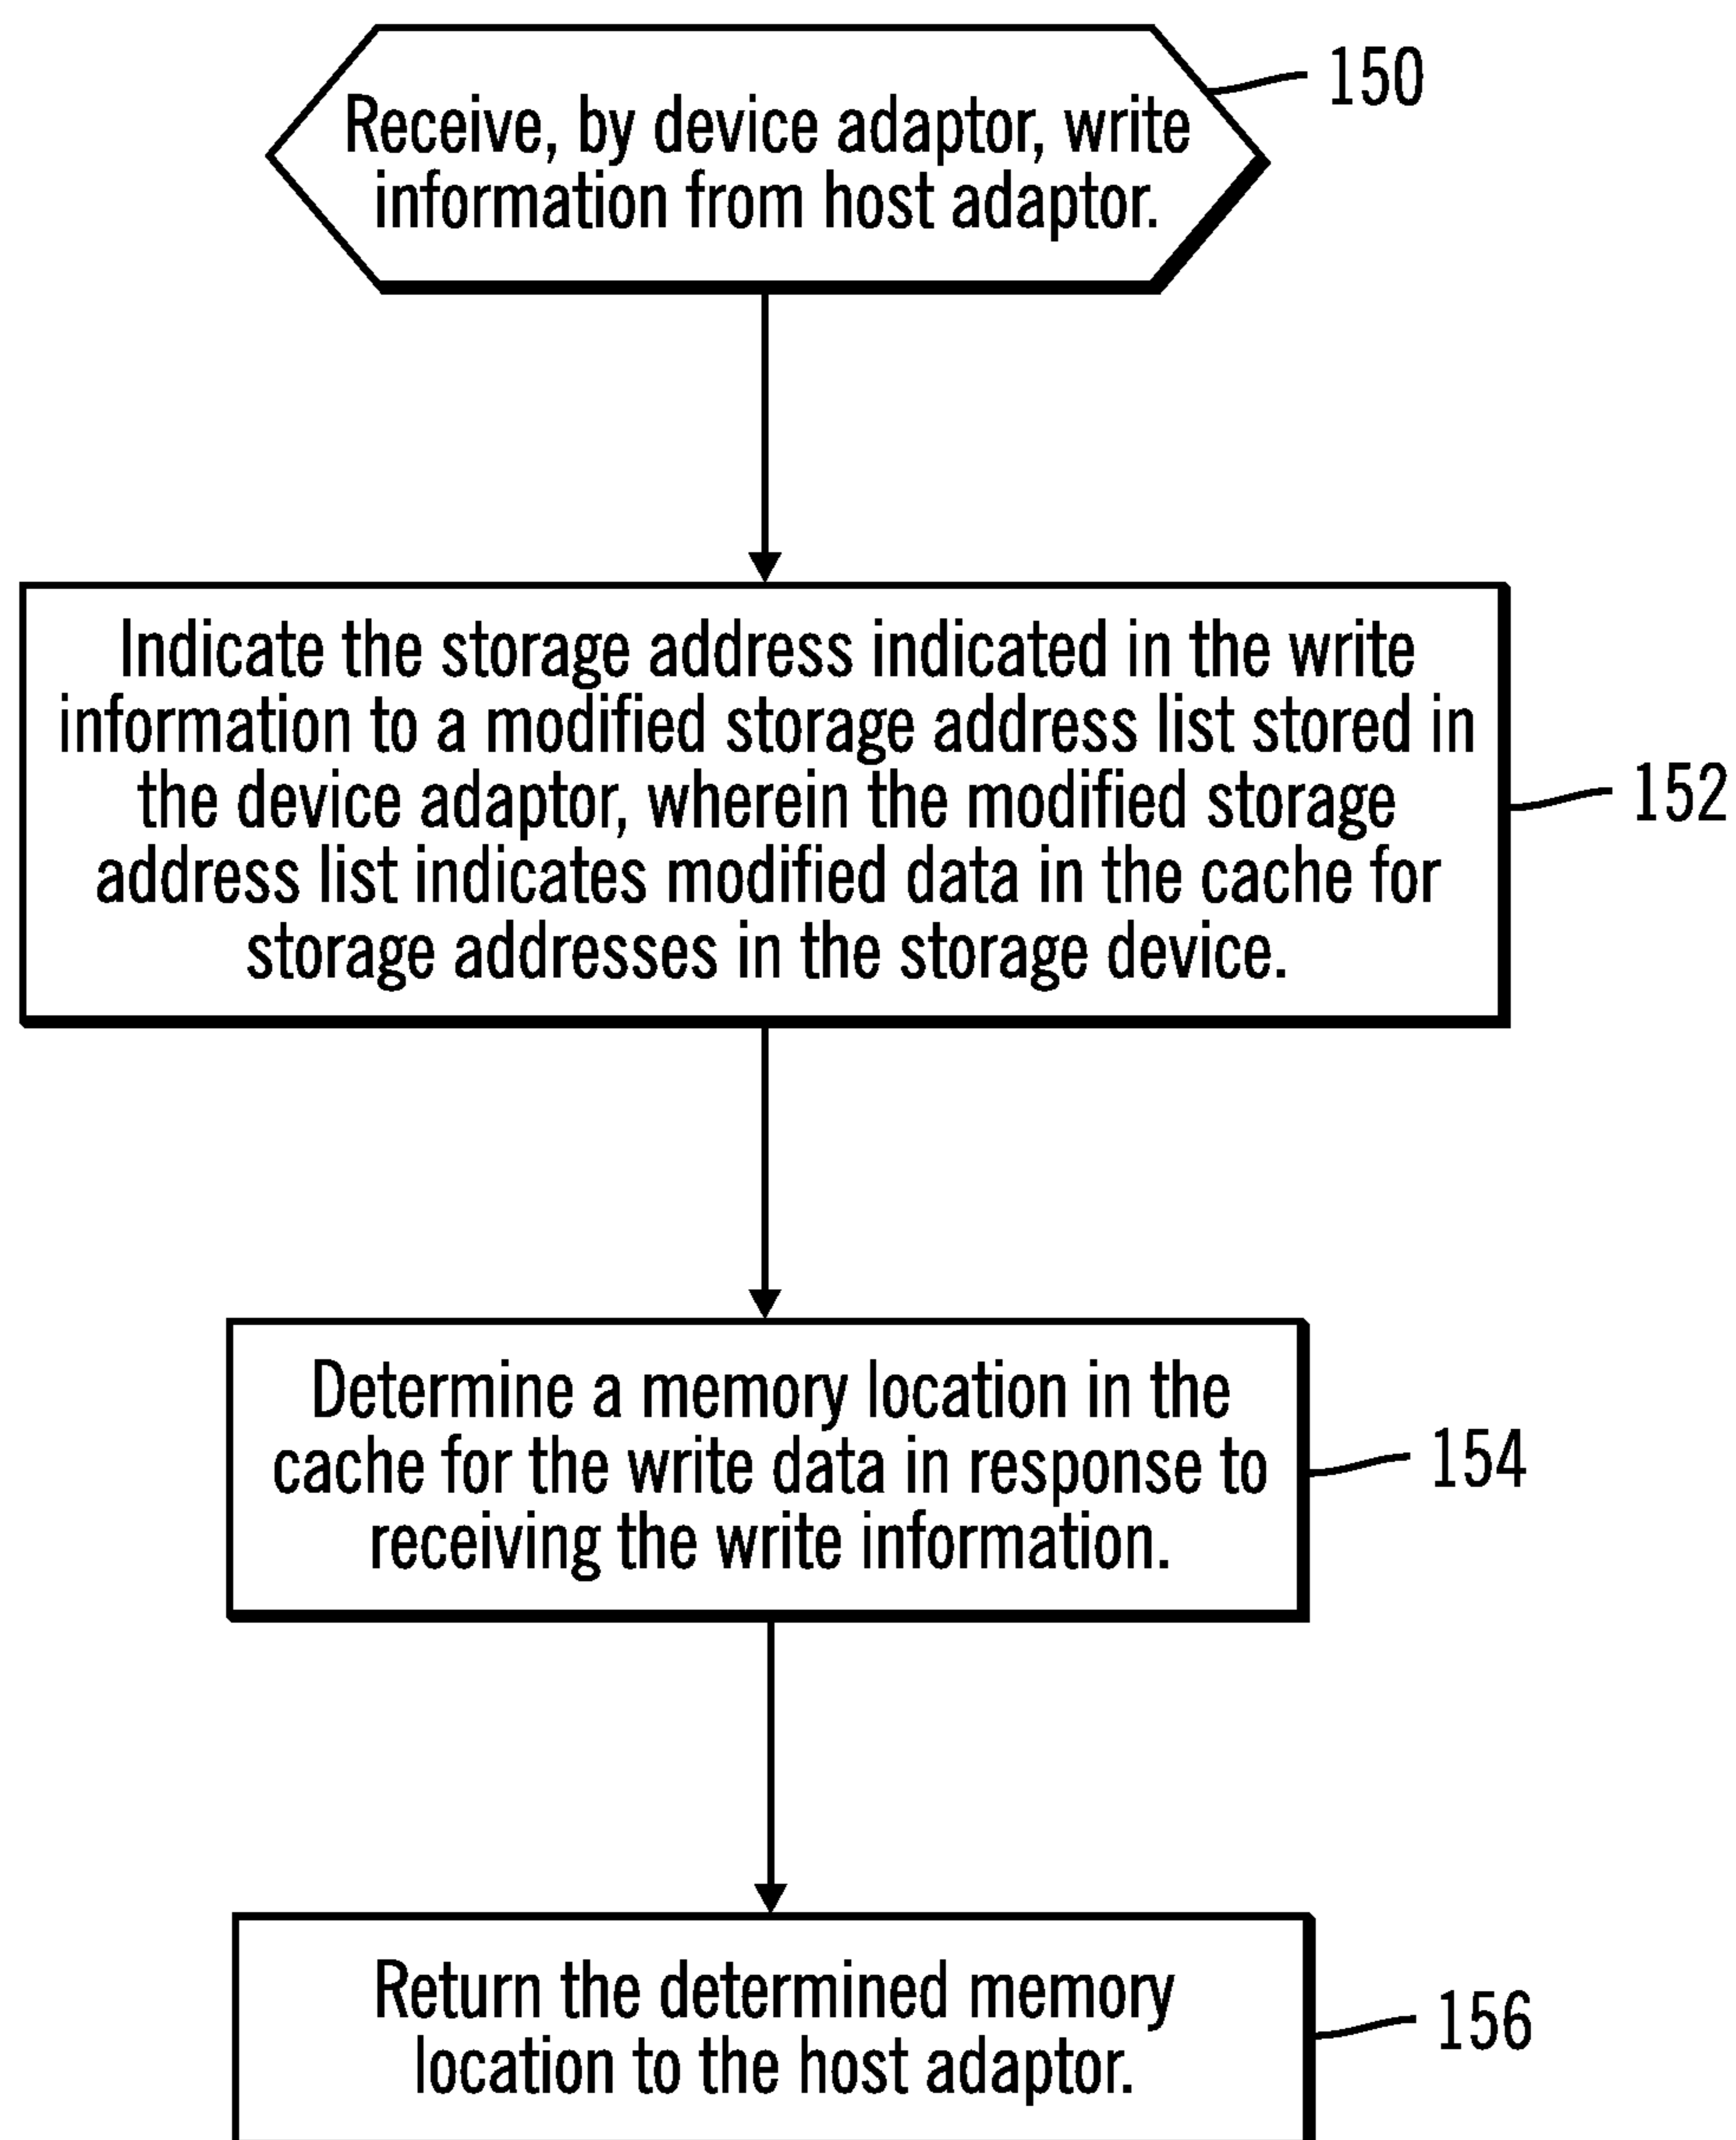 Receive, by device adaptor, write
information from host adaptor.
150
Indicate the storage address indicated in the write
information to a modified storage address list stored in
the device adaptor, wherein the modified storage
address list indicates modified data in the cache for
storage addresses in the storage device.
152
Determine a memory location in the
cache for the write data in response to
receiving the write information.
154
Return the determined memory
location to the host adaptor.
156